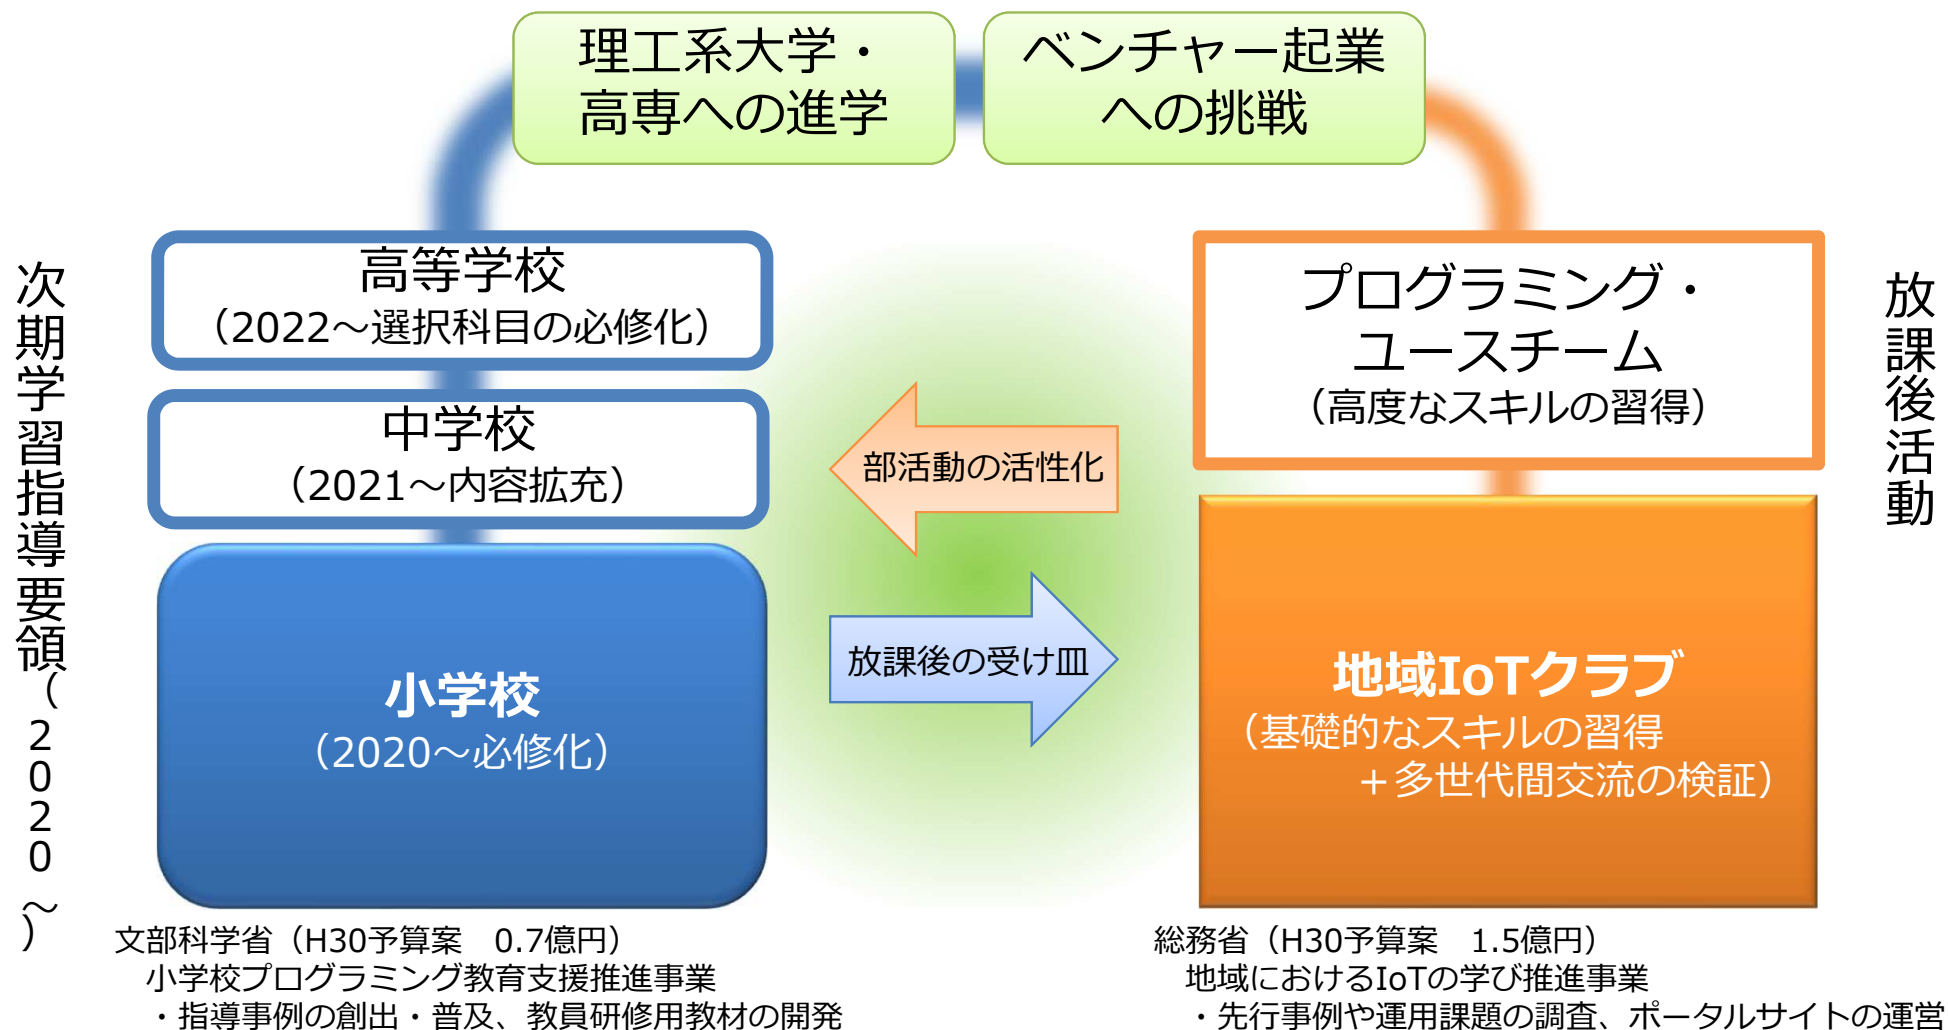 理工系大学・
高専への進学
ベンチャー起業
への挑戦
次期学習指導要領（2020～）
高等学校
（2022～選択科目の必修化）
中学校
（2021～内容拡充）
小学校
（2020～必修化）
部活動の活性化
放課後の受け皿
プログラミング・
ユースチーム
（高度なスキルの習得）
地域IoTクラブ
（基礎的なスキルの習得
＋多世代間交流の検証）
放課後活動
文部科学省（H30予算案　0.7億円）
小学校プログラミング教育支援推進事業
・指導事例の創出・普及、教員研修用教材の開発
総務省（H30予算案　1.5億円）
地域におけるIoTの学び推進事業
・先行事例や運用課題の調査、ポータルサイトの運営